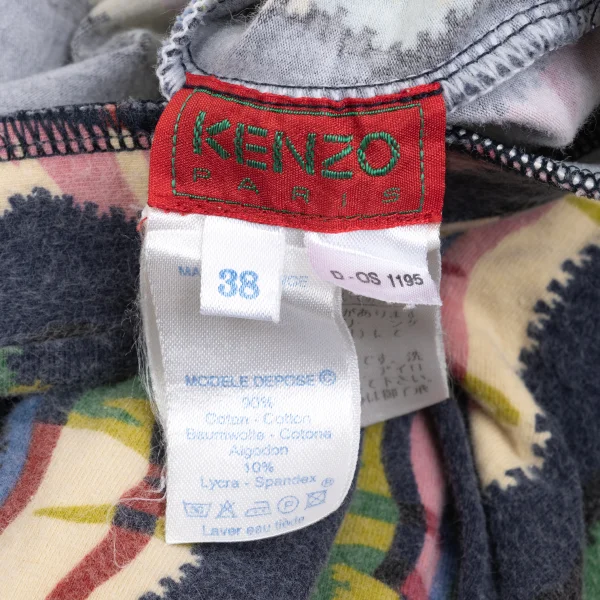 KENZO
PARIS
38
D-OS 1195
MODELE DEPOSE ©
90%
Coton - Cotton
Baumwolle - Cotone
Algodon
10%
Lycra - Spandex ®
Laver eau tiède